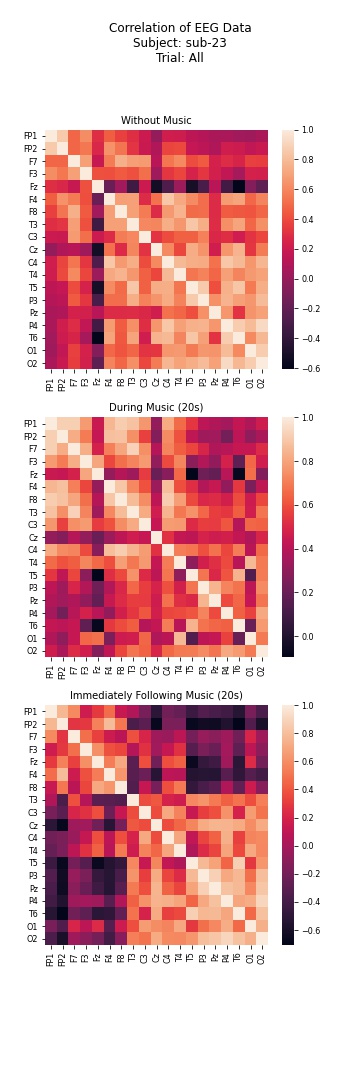 Correlation of EEG Data
Subject: sub-23
Trial: All
Without Music
FP1
FP2
F7
F3
Fz
F4
F8
T3
C3
Cz
C4
T4
T5
P3
Pz
P4
T6
O1
O2
FP1 FP2 F7 F3 Fz F4 F8 T3 C3 Cz C4 T4 T5 P3 Pz P4 T6 O1 O2
1.0
0.8
0.6
0.4
0.2
0.0
−0.2
−0.4
−0.6
During Music (20s)
FP1
FP2
F7
F3
Fz
F4
F8
T3
C3
Cz
C4
T4
T5
P3
Pz
P4
T6
O1
O2
FP1 FP2 F7 F3 Fz F4 F8 T3 C3 Cz C4 T4 T5 P3 Pz P4 T6 O1 O2
1.0
0.8
0.6
0.4
0.2
0.0
Immediately Following Music (20s)
FP1
FP2
F7
F3
Fz
F4
F8
T3
C3
Cz
C4
T4
T5
P3
Pz
P4
T6
O1
O2
FP1 FP2 F7 F3 Fz F4 F8 T3 C3 Cz C4 T4 T5 P3 Pz P4 T6 O1 O2
1.0
0.8
0.6
0.4
0.2
0.0
−0.2
−0.4
−0.6